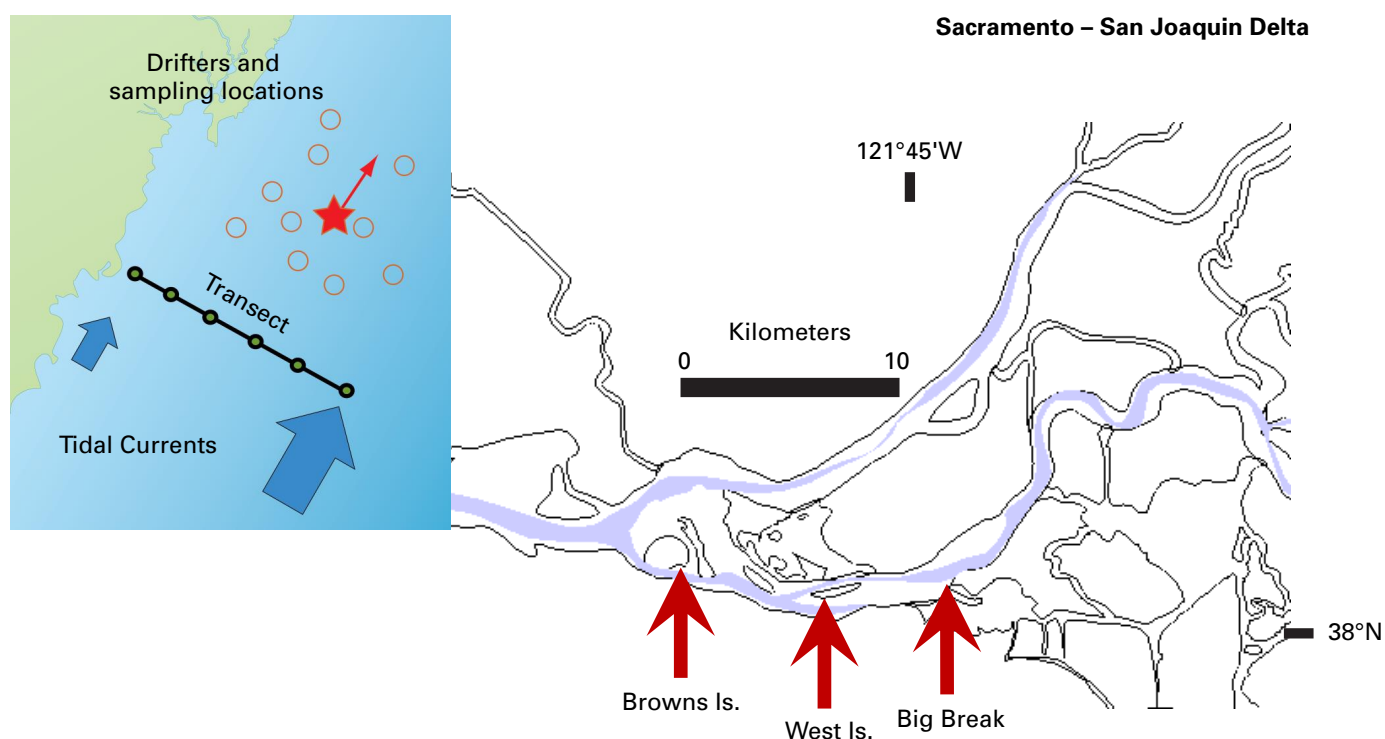 Sacramento – San Joaquin Delta
Drifters and
sampling locations
Transect
Tidal Currents
121°45'W
Kilometers
0 10
38°N
Browns Is.
West Is.
Big Break